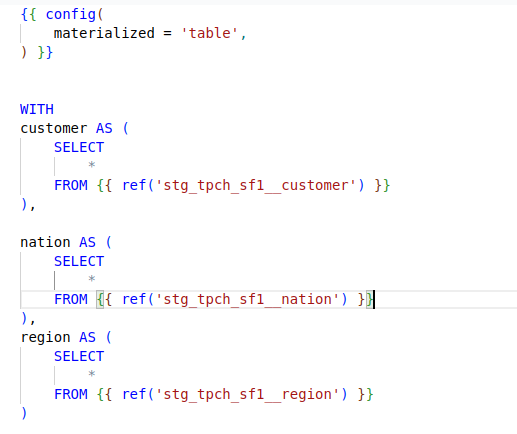 {{ config(
    materialized = 'table',
) }}
WITH
customer AS (
    SELECT
        *
    FROM {{ ref('stg_tpch_sf1__customer') }}
),
nation AS (
    SELECT
        *
    FROM {{ ref('stg_tpch_sf1__nation') }}
),
region AS (
    SELECT
        *
    FROM {{ ref('stg_tpch_sf1__region') }}
)